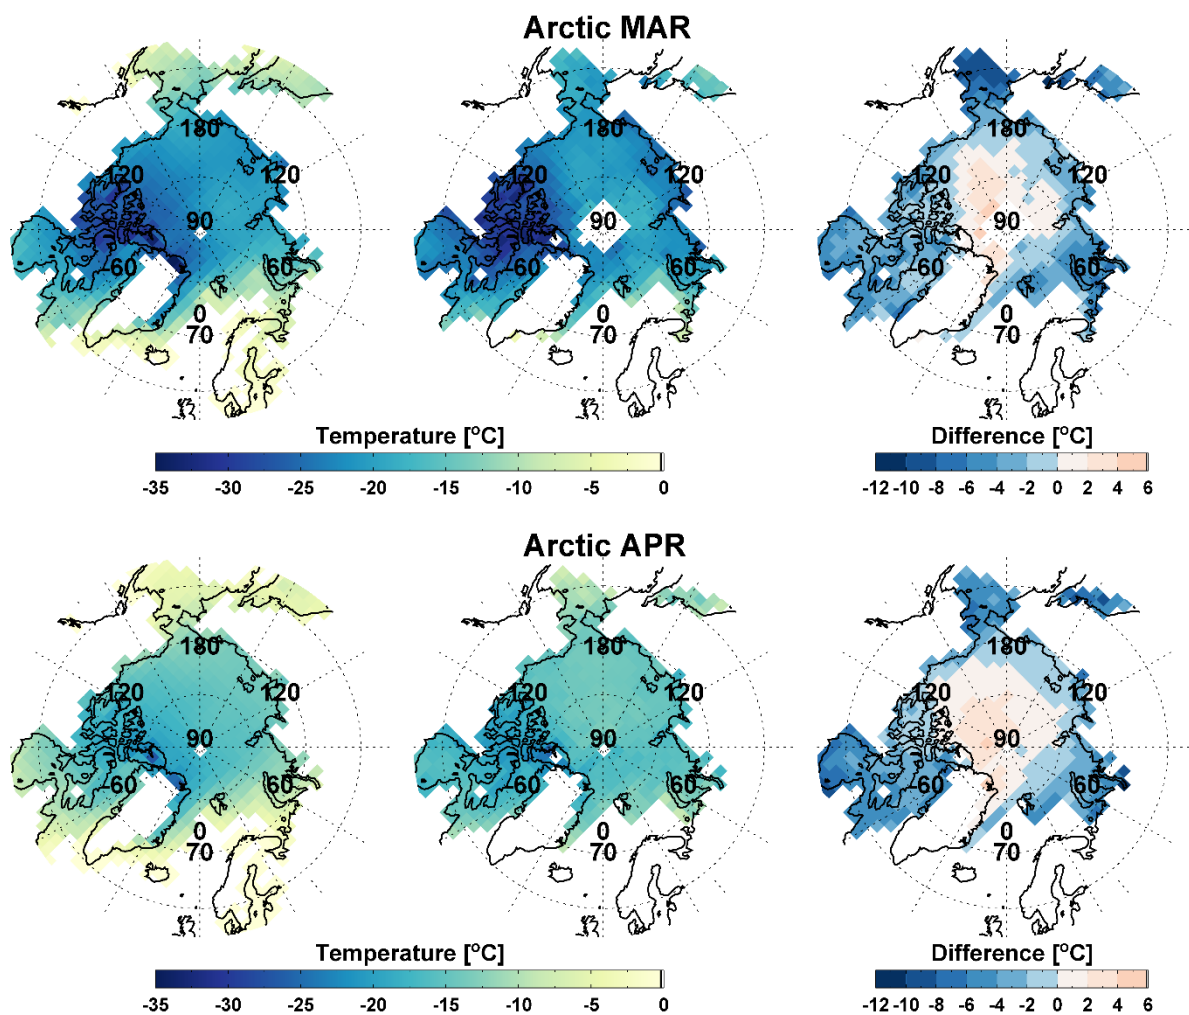 Arctic MAR
180 180 180
120 120 120 120 120 120
90 90 90
-60 60 -60 60 -60 60
0 0 0
70 70 70
Temperature [°C] Difference [°C]
-35 -30 -25 -20 -15 -10 -5 0 -12 -10 -8 -6 -4 -2 0 2 4 6
Arctic APR
180 180 180
-120 120 -120 120 120 120
90 90 90
-60 60 -60 60 -60 60
0 0 0
70 70 70
Temperature [°C] Difference [°C]
-35 -30 -25 -20 -15 -10 -5 0 -12 -10 -8 -6 -4 -2 0 2 4 6